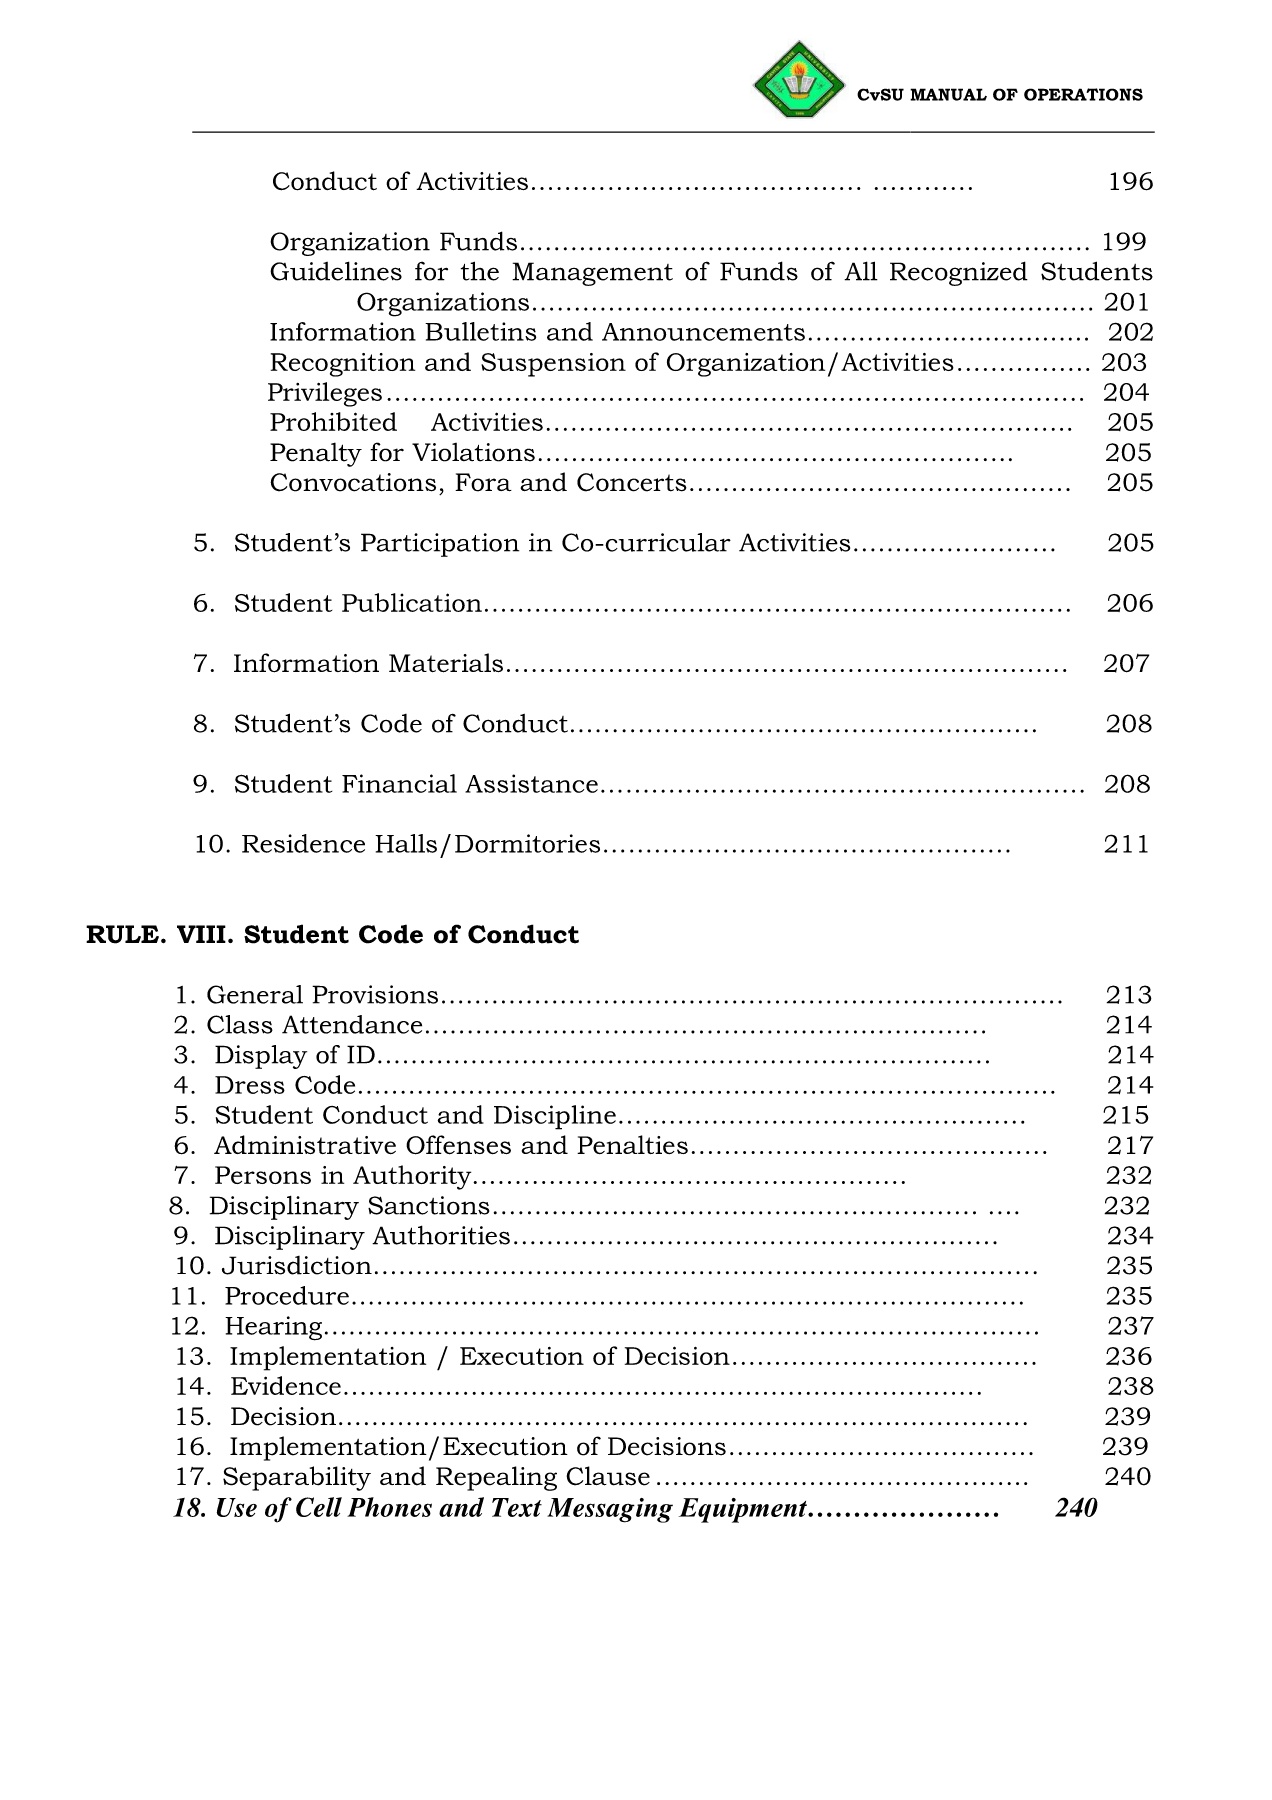 CvSU MANUAL OF OPERATIONS
Conduct of Activities………………………………… ………… 196
Organization Funds………………………………………………………… 199
Guidelines for the Management of Funds of All Recognized Students
Organizations………………………………………………………… 201
Information Bulletins and Announcements…………………………… 202
Recognition and Suspension of Organization/Activities……………. 203
Privileges……………………………………………………………………… 204
Prohibited Activities…………………………………………………….. 205
Penalty for Violations……………………………………………….. 205
Convocations, Fora and Concerts……………………………………… 205
5. Student’s Participation in Co-curricular Activities…………………… 205
6. Student Publication…………………………………………………………… 206
7. Information Materials………………………………………………………… 207
8. Student’s Code of Conduct………………………………………………. 208
9. Student Financial Assistance………………………………………………… 208
10. Residence Halls/Dormitories………………………………………… 211
RULE. VIII. Student Code of Conduct
1. General Provisions………………………………………………………………. 213
2. Class Attendance………………………………………………………… 214
3. Display of ID……………………………………………………………… 214
4. Dress Code………………………………………………………………………. 214
5. Student Conduct and Discipline………………………………………… 215
6. Administrative Offenses and Penalties…………………………………… 217
7. Persons in Authority…………………………………………… 232
8. Disciplinary Sanctions………………………………………………… …. 232
9. Disciplinary Authorities………………………………………………… 234
10. Jurisdiction…………………………………………………………………… 235
11. Procedure…………………………………………………………………… 235
12. Hearing………………………………………………………………………… 237
13. Implementation / Execution of Decision……………………………… 236
14. Evidence………………………………………………………………… 238
15. Decision……………………………………………………………………… 239
16. Implementation/Execution of Decisions……………………………… 239
17. Separability and Repealing Clause……………………………………. 240
18. Use of Cell Phones and Text Messaging Equipment………………… 240